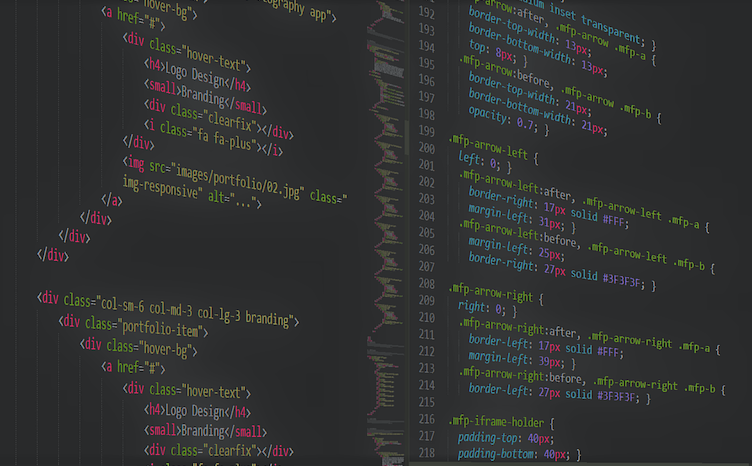 hover-bg">
<a href="#">
<div class="hover-text">
<h4>Logo Design</h4>
<small>Branding</small>
<div class="clearfix"></div>
<i class="fa fa-plus"></i>
</div>
<img src="images/portfolio/02.jpg" class="
img-responsive" alt="...">
</a>
</div>
</div>
</div>
<div class="col-sm-6 col-md-3 col-lg-3 branding">
<div class="portfolio-item">
<div class="hover-bg">
<a href="#">
<div class="hover-text">
<h4>Logo Design</h4>
<small>Branding</small>
<div class="clearfix"></div>
192 inset transparent; }
193 .mfp-arrow:after, .mfp-arrow .mfp-a {
194 border-top-width: 13px;
195 border-bottom-width: 13px;
196 top: 8px; }
197 .mfp-arrow:before, .mfp-arrow .mfp-b {
border-top-width: 21px;
198 border-bottom-width: 21px;
199 opacity: 0.7; }
200 .mfp-arrow-left {
201 left: 0; }
202 .mfp-arrow-left:after, .mfp-arrow-left .mfp-a {
203 border-right: 17px solid #FFF;
204 margin-left: 31px; }
205 .mfp-arrow-left:before, .mfp-arrow-left .mfp-b {
206 margin-left: 25px;
207 border-right: 27px solid #3F3F3F; }
208
209 .mfp-arrow-right {
210 right: 0; }
211 .mfp-arrow-right:after, .mfp-arrow-right .mfp-a {
212 border-left: 17px solid #FFF;
213 margin-left: 39px; }
214 .mfp-arrow-right:before, .mfp-arrow-right .mfp-b {
215 border-left: 27px solid #3F3F3F; }
216 .mfp-iframe-holder {
217 padding-top: 40px;
218 padding-bottom: 40px; }